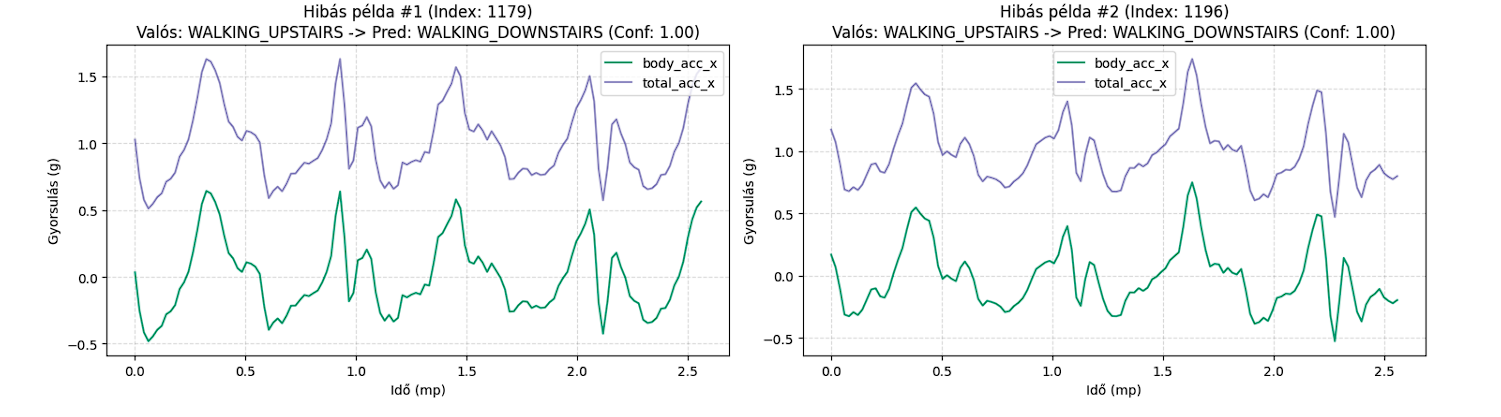 Hibás példa #1 (Index: 1179)
Valós: WALKING_UPSTAIRS -> Pred: WALKING_DOWNSTAIRS (Conf: 1.00)
body_acc_x
total_acc_x
1.5
1.0
0.5
0.0
−0.5
Gyorsulás (g)
0.0
0.5
1.0
1.5
2.0
2.5
Idő (mp)
Hibás példa #2 (Index: 1196)
Valós: WALKING_UPSTAIRS -> Pred: WALKING_DOWNSTAIRS (Conf: 1.00)
body_acc_x
total_acc_x
1.5
1.0
0.5
0.0
−0.5
Gyorsulás (g)
0.0
0.5
1.0
1.5
2.0
2.5
Idő (mp)